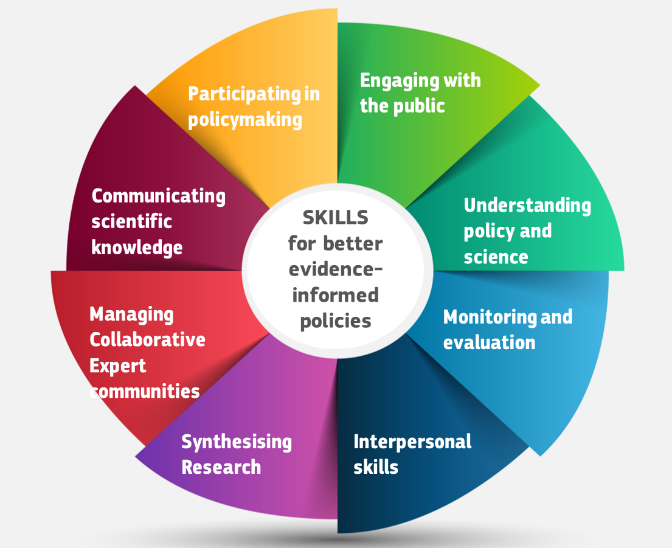 Participating in
policymaking
Engaging with
the public
Communicating
scientific
knowledge
SKILLS
for better
evidence-
informed
policies
Understanding
policy and
science
Managing
Collaborative
Expert
communities
Monitoring and
evaluation
Synthesising
Research
Interpersonal
skills